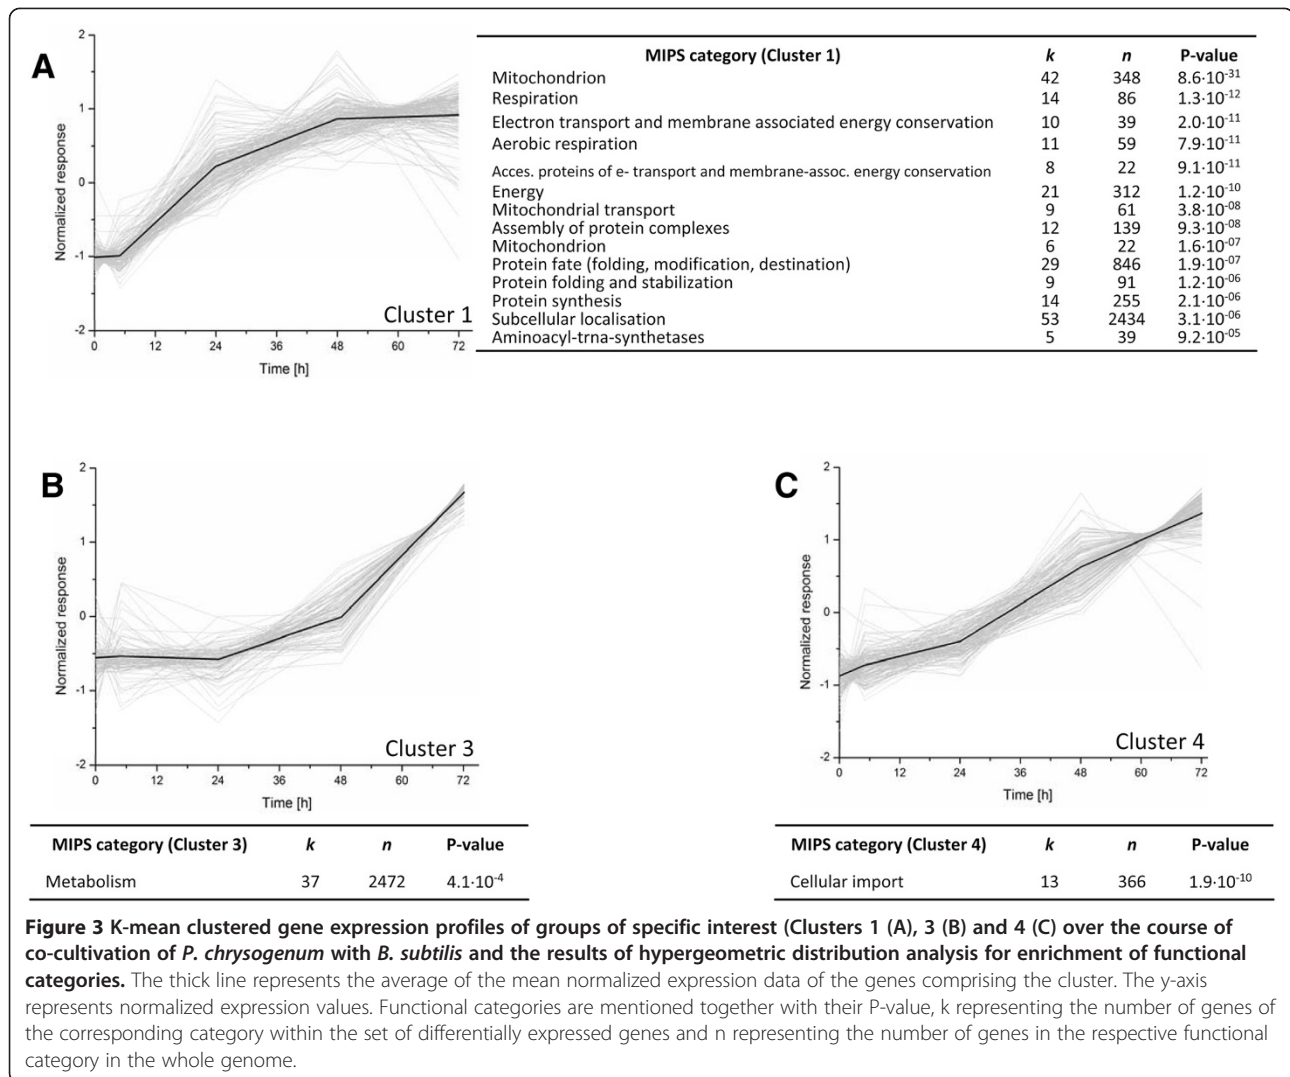 A
2
1
0
-1
-2
Normalized response
0 12 24 36 48 60 72
Time [h]
Cluster 1
MIPS category (Cluster 1) k n P-value
Mitochondrion 42 348 8.6·10⁻³¹
Respiration 14 86 1.3·10⁻¹²
Electron transport and membrane associated energy conservation 10 39 2.0·10⁻¹¹
Aerobic respiration 11 59 7.9·10⁻¹¹
Acces. proteins of e- transport and membrane-assoc. energy conservation 8 22 9.1·10⁻¹¹
Energy 21 312 1.2·10⁻¹⁰
Mitochondrial transport 9 61 3.8·10⁻⁰⁸
Assembly of protein complexes 12 139 9.3·10⁻⁰⁸
Mitochondrion 6 22 1.6·10⁻⁰⁷
Protein fate (folding, modification, destination) 29 846 1.9·10⁻⁰⁷
Protein folding and stabilization 9 91 1.2·10⁻⁰⁶
Protein synthesis 14 255 2.1·10⁻⁰⁶
Subcellular localisation 53 2434 3.1·10⁻⁰⁶
Aminoacyl-trna-synthetases 5 39 9.2·10⁻⁰⁵
B
2
1
0
-1
-2
Normalized response
0 12 24 36 48 60 72
Time [h]
Cluster 3
MIPS category (Cluster 3) k n P-value
Metabolism 37 2472 4.1·10⁻⁴
C
2
1
0
-1
-2
Normalized response
0 12 24 36 48 60 72
Time [h]
Cluster 4
MIPS category (Cluster 4) k n P-value
Cellular import 13 366 1.9·10⁻¹⁰
Figure 3 K-mean clustered gene expression profiles of groups of specific interest (Clusters 1 (A), 3 (B) and 4 (C) over the course of
co-cultivation of P. chrysogenum with B. subtilis and the results of hypergeometric distribution analysis for enrichment of functional
categories. The thick line represents the average of the mean normalized expression data of the genes comprising the cluster. The y-axis
represents normalized expression values. Functional categories are mentioned together with their P-value, k representing the number of genes of
the corresponding category within the set of differentially expressed genes and n representing the number of genes in the respective functional
category in the whole genome.